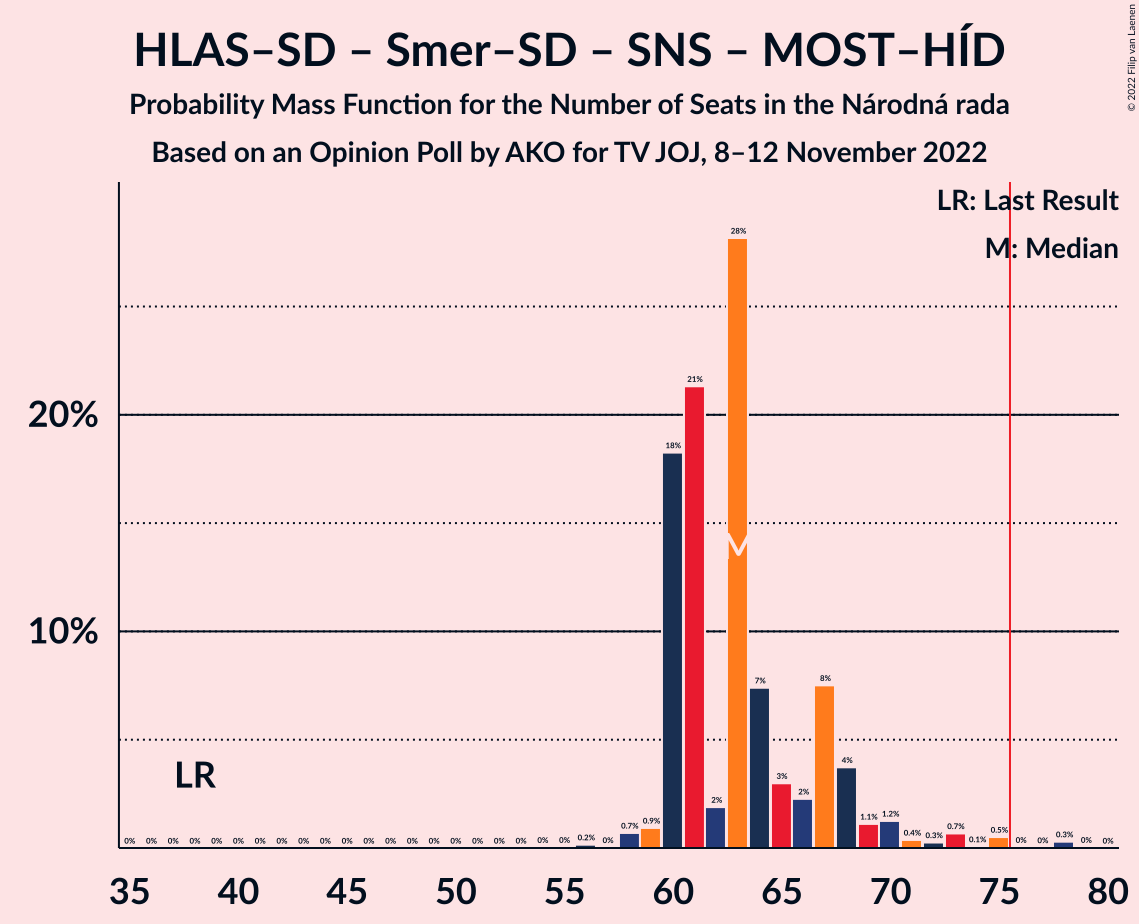 HLAS–SD – Smer–SD – SNS – MOST–HÍD
Probability Mass Function for the Number of Seats in the Národná rada
Based on an Opinion Poll by AKO for TV JOJ, 8–12 November 2022
© 2022 Filip van Laenen
LR: Last Result
M: Median
28%
21%
20%
18%
M
10%
7% 8%
LR
3% 4%
2% 2%
0% 0% 0% 0% 0% 0% 0% 0% 0% 0% 0% 0% 0% 0% 0% 0% 0% 0% 0% 0% 0% 0.2% 0% 0.7% 0.9% 1.1% 1.2% 0.4% 0.3% 0.7% 0.1% 0.5% 0% 0% 0.3% 0% 0%
35 40 45 50 55 60 65 70 75 80